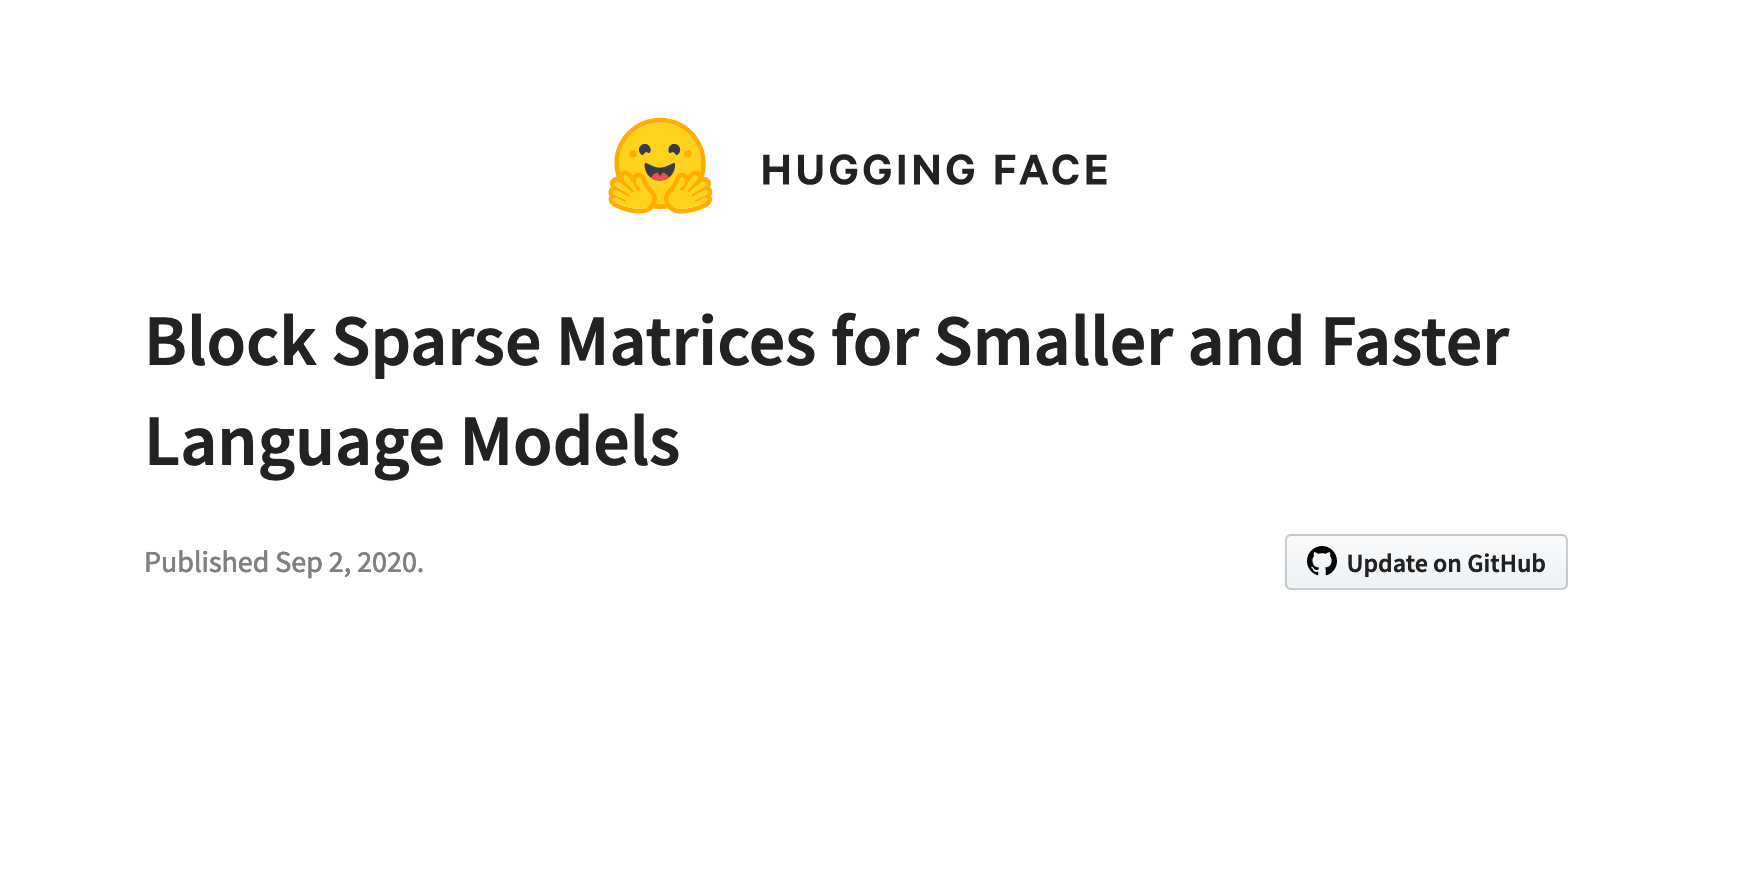 HUGGING FACE
Block Sparse Matrices for Smaller and Faster
Language Models
Published Sep 2, 2020.
Update on GitHub